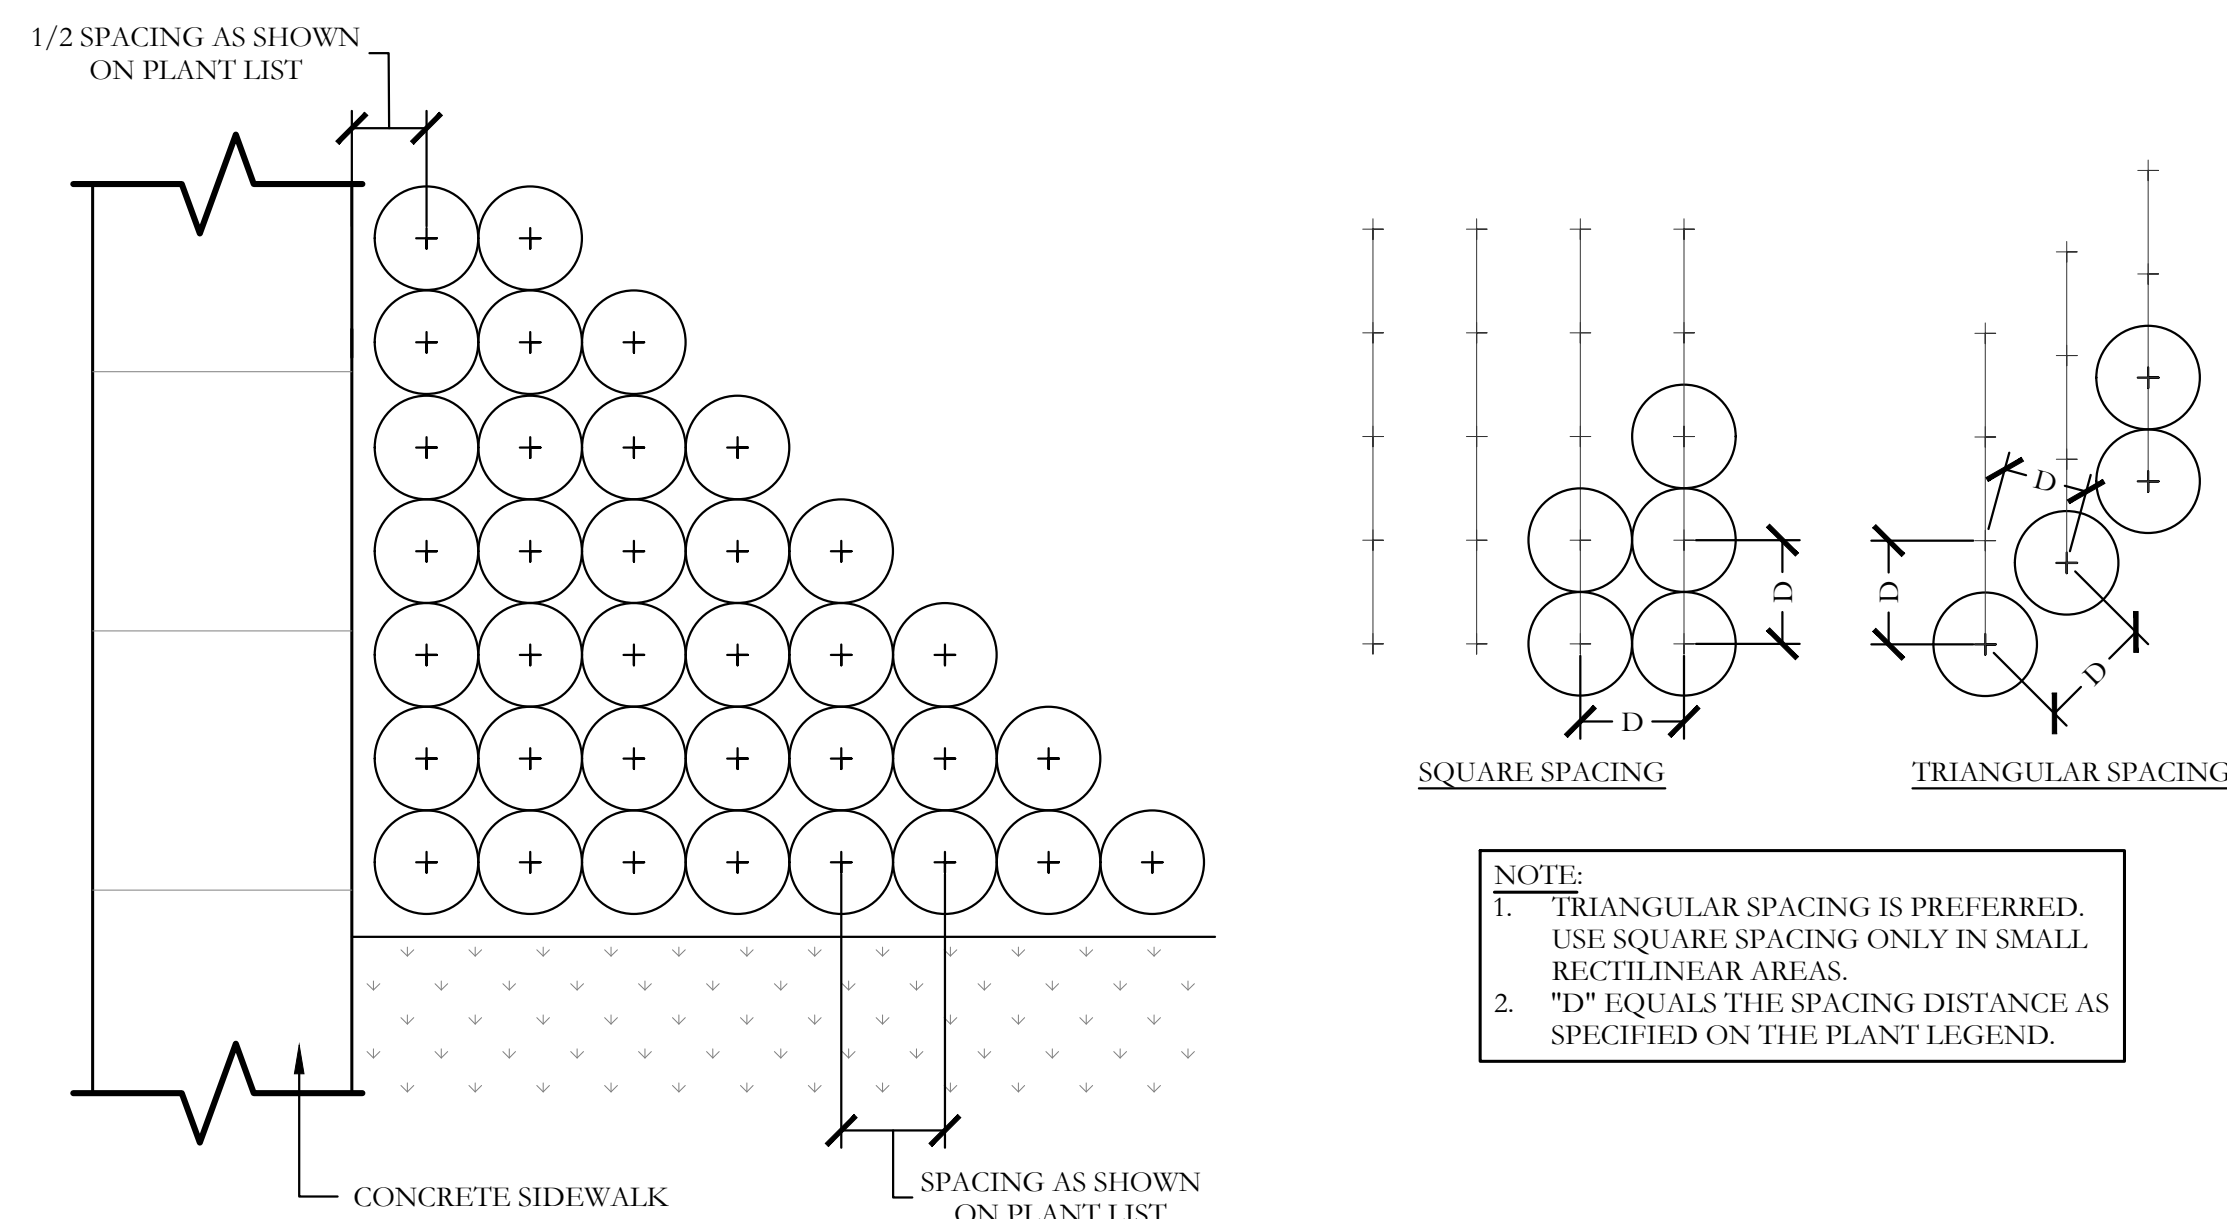 1/2 SPACING AS SHOWN
ON PLANT LIST
D
D
D
D
D
SQUARE SPACING
TRIANGULAR SPACING
NOTE:
1. TRIANGULAR SPACING IS PREFERRED.
USE SQUARE SPACING ONLY IN SMALL
RECTILINEAR AREAS.
2. "D" EQUALS THE SPACING DISTANCE AS
SPECIFIED ON THE PLANT LEGEND.
CONCRETE SIDEWALK
SPACING AS SHOWN
ON PLANT LIST